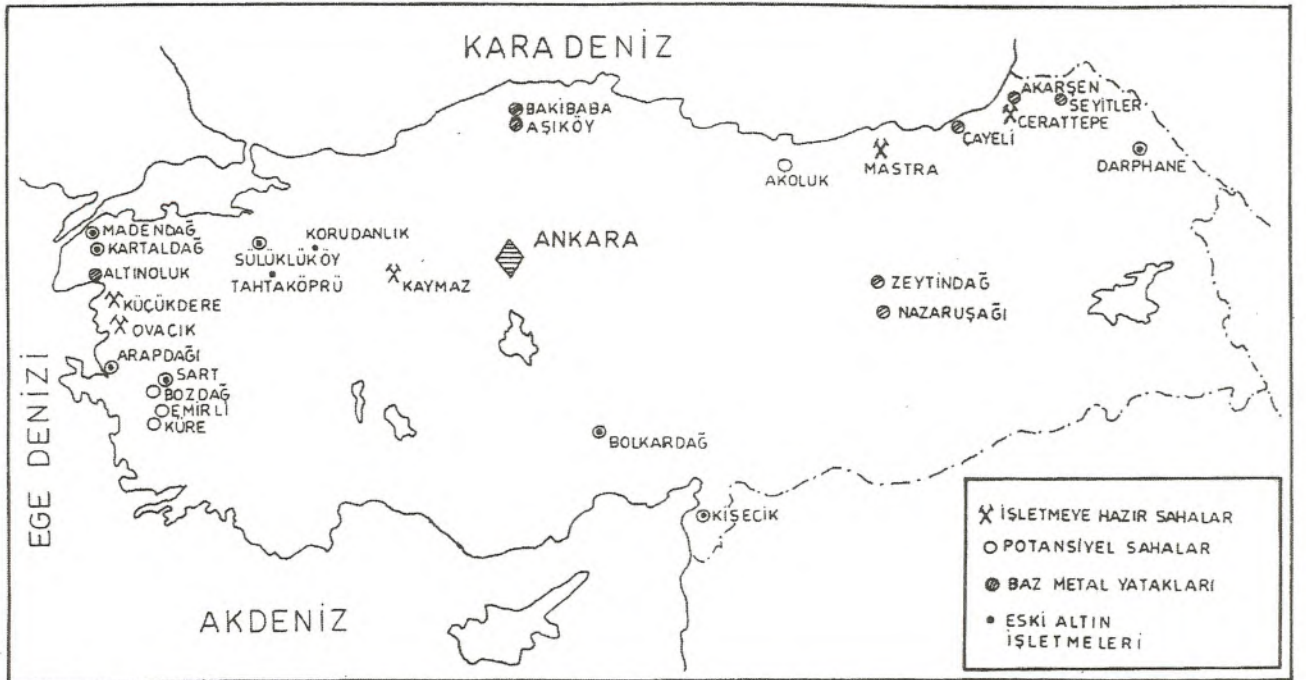 KARA DENİZ
BAKİBABA
AŞIKÖY
AKARŞEN
SEYİTLER
CERATTEPE
ÇAYELİ
MASTRA
AKOLUK
DARPHANE
MADENDAĞ
KARTALDAĞ
ALTINOLUK
KORUDANLIK
SÜLÜKLÜKÖY
TAHTAKÖPRÜ
KAYMAZ
ANKARA
ZEYTİNDAĞ
NAZARUŞAĞI
KÜÇÜKDERE
OVACIK
ARAPDAĞI
SART
BOZDAĞ
EMİRLİ
KÜRE
EGE DENİZİ
BOLKARDAĞ
KİSECİK
AKDENİZ
İŞLETMEYE HAZIR SAHALAR
POTANSİYEL SAHALAR
BAZ METAL YATAKLARI
ESKİ ALTIN
İŞLETMELERİ